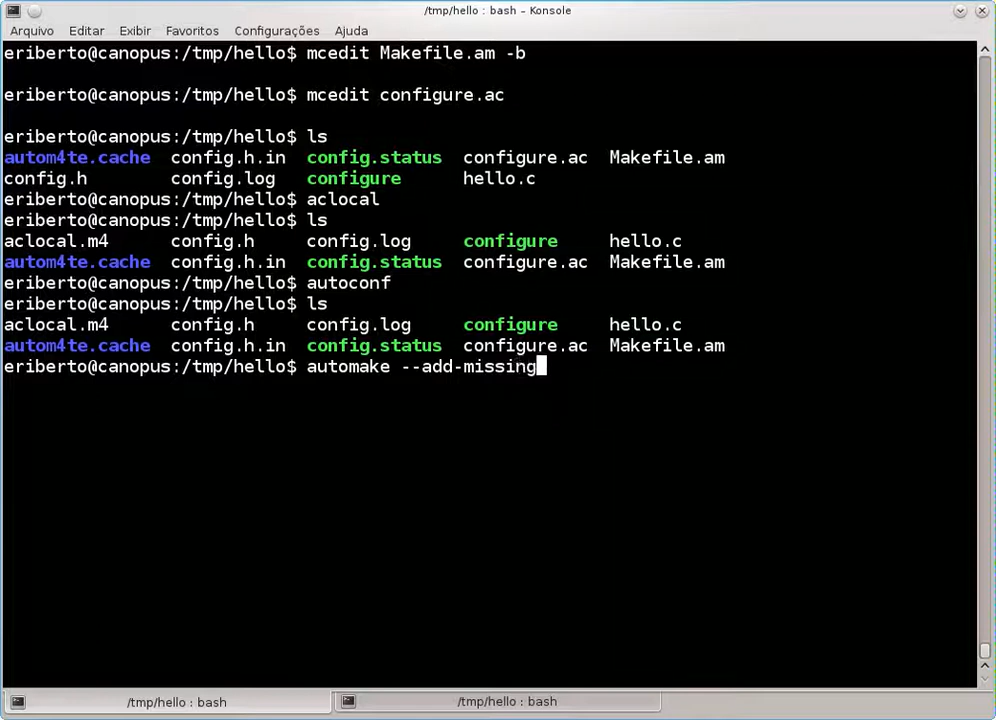 /tmp/hello : bash – Konsole
Arquivo Editar Exibir Favoritos Configurações Ajuda
eriberto@canopus:/tmp/hello$ mcedit Makefile.am -b
eriberto@canopus:/tmp/hello$ mcedit configure.ac
eriberto@canopus:/tmp/hello$ ls
autom4te.cache config.h.in config.status configure.ac Makefile.am
config.h config.log configure hello.c
eriberto@canopus:/tmp/hello$ aclocal
eriberto@canopus:/tmp/hello$ ls
aclocal.m4 config.h config.log configure hello.c
autom4te.cache config.h.in config.status configure.ac Makefile.am
eriberto@canopus:/tmp/hello$ autoconf
eriberto@canopus:/tmp/hello$ ls
aclocal.m4 config.h config.log configure hello.c
autom4te.cache config.h.in config.status configure.ac Makefile.am
eriberto@canopus:/tmp/hello$ automake --add-missing
/tmp/hello : bash /tmp/hello : bash